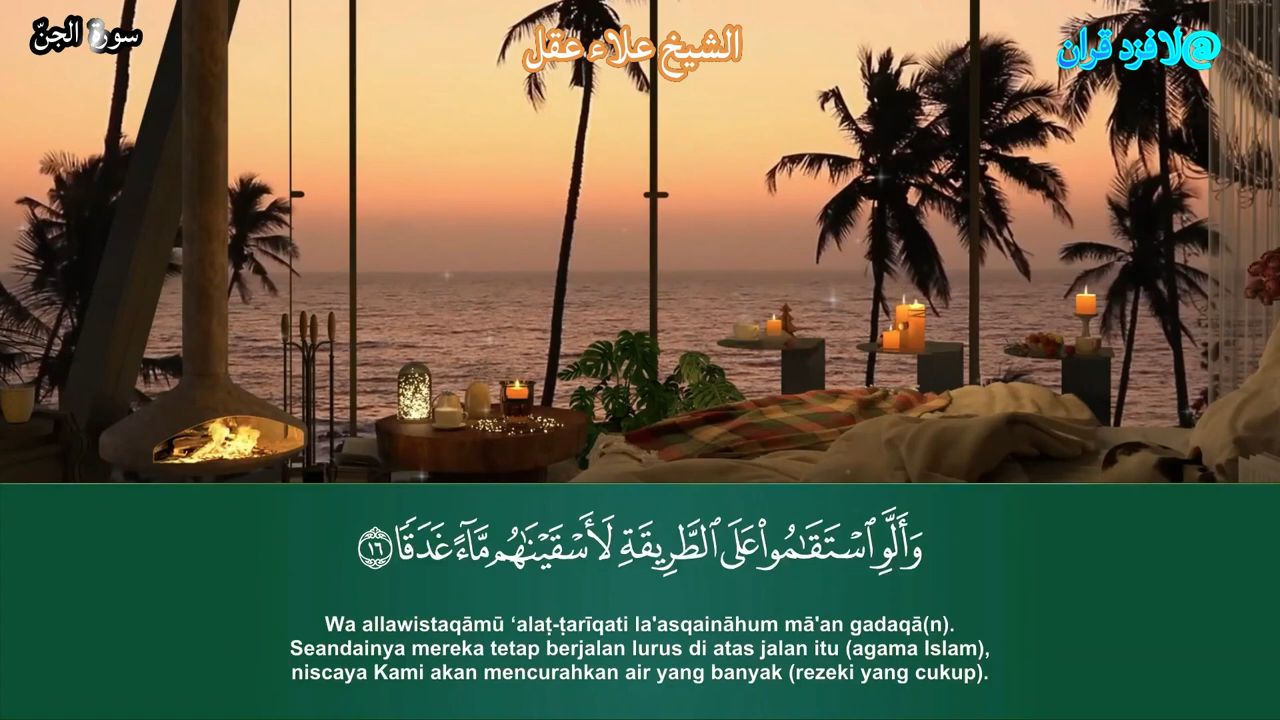 سورة الجنّ
الشيخ علاء عقل
@لا فزد قران
وَأَلَّوِ ٱسْتَقَـٰمُوا۟ عَلَى ٱلطَّرِيقَةِ لَأَسْقَيْنَـٰهُم مَّآءً غَدَقًا ١٦
Wa allawistaqāmū ‘alaṭ-ṭarīqati la'asqaināhum mā'an gadaqā(n).
Seandainya mereka tetap berjalan lurus di atas jalan itu (agama Islam),
niscaya Kami akan mencurahkan air yang banyak (rezeki yang cukup).